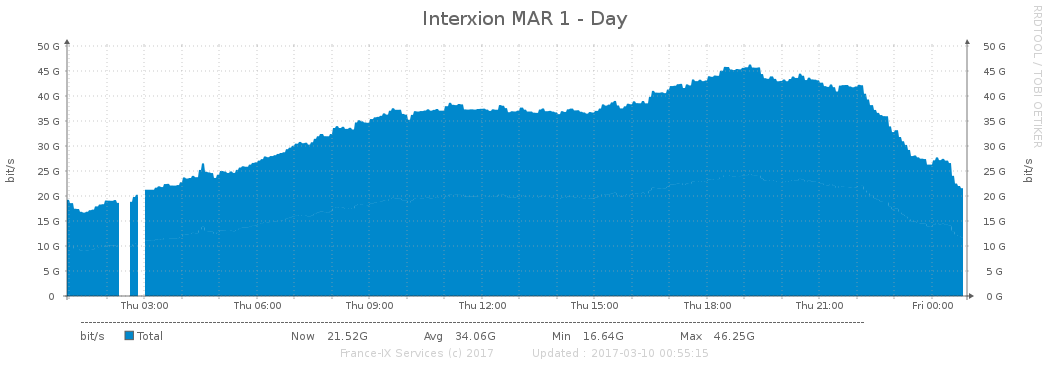 Interxion MAR 1 - Day
RRDTOOL / TOBI OETIKER
bit/s
50 G 50 G
45 G 45 G
40 G 40 G
35 G 35 G
30 G 30 G
25 G 25 G
20 G 20 G
15 G 15 G
10 G 10 G
5 G 5 G
0 0 G
bit/s
Thu 03:00 Thu 06:00 Thu 09:00 Thu 12:00 Thu 15:00 Thu 18:00 Thu 21:00 Fri 00:00
bit/s Total Now 21.52G Avg 34.06G Min 16.64G Max 46.25G
France-IX Services (c) 2017 Updated : 2017-03-10 00:55:15